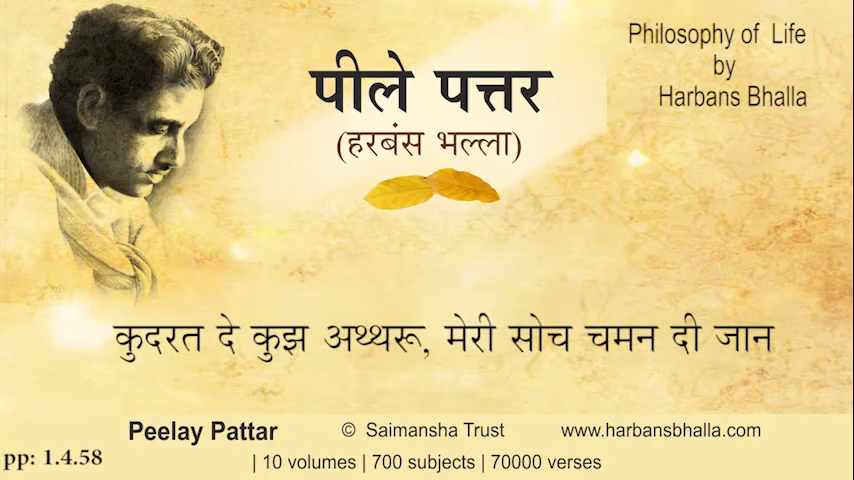 पीले पत्तर
(हरबंस भल्ला)
Philosophy of Life
by
Harbans Bhalla
कुदरत दे कुझ अथ्थरू, मेरी सोच चमन दी जान
Peelay Pattar © Saimansha Trust www.harbansbhalla.com
pp: 1.4.58
| 10 volumes | 700 subjects | 70000 verses